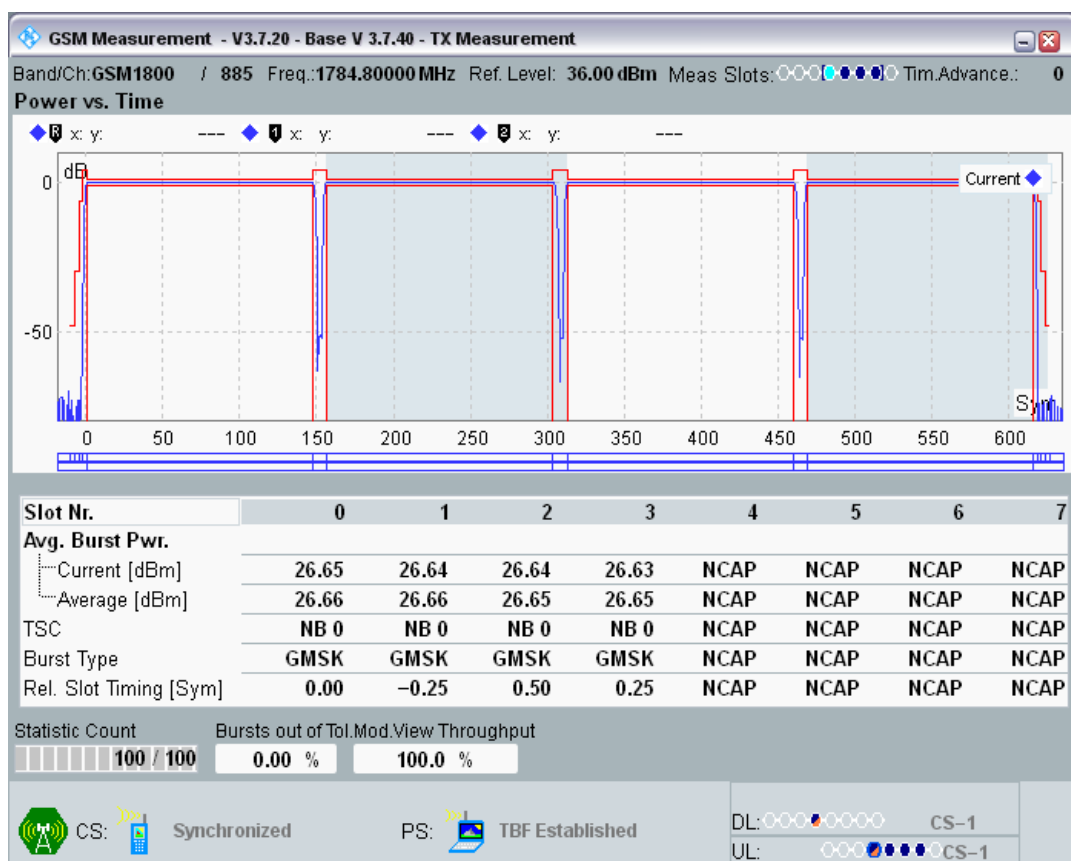 GSM Measurement - V3.7.20 - Base V 3.7.40 - TX Measurement
Band/Ch:GSM1800 / 885 Freq.:1784.80000 MHz Ref. Level: 36.00 dBm Meas Slots: Tim.Advance.: 0
Power vs. Time
R x: y: --- 1 x: y: --- 2 x: y: ---
dB
Current
0
-50
Sym
0 50 100 150 200 250 300 350 400 450 500 550 600
Slot Nr. 0 1 2 3 4 5 6 7
Avg. Burst Pwr.
Current [dBm] 26.65 26.64 26.64 26.63 NCAP NCAP NCAP NCAP
Average [dBm] 26.66 26.66 26.65 26.65 NCAP NCAP NCAP NCAP
TSC NB 0 NB 0 NB 0 NB 0 NCAP NCAP NCAP NCAP
Burst Type GMSK GMSK GMSK GMSK NCAP NCAP NCAP NCAP
Rel. Slot Timing [Sym] 0.00 −0.25 0.50 0.25 NCAP NCAP NCAP NCAP
Statistic Count Bursts out of Tol. Mod.View Throughput
100 / 100 0.00 % 100.0 %
CS: Synchronized PS: TBF Established DL: CS−1
UL: CS−1